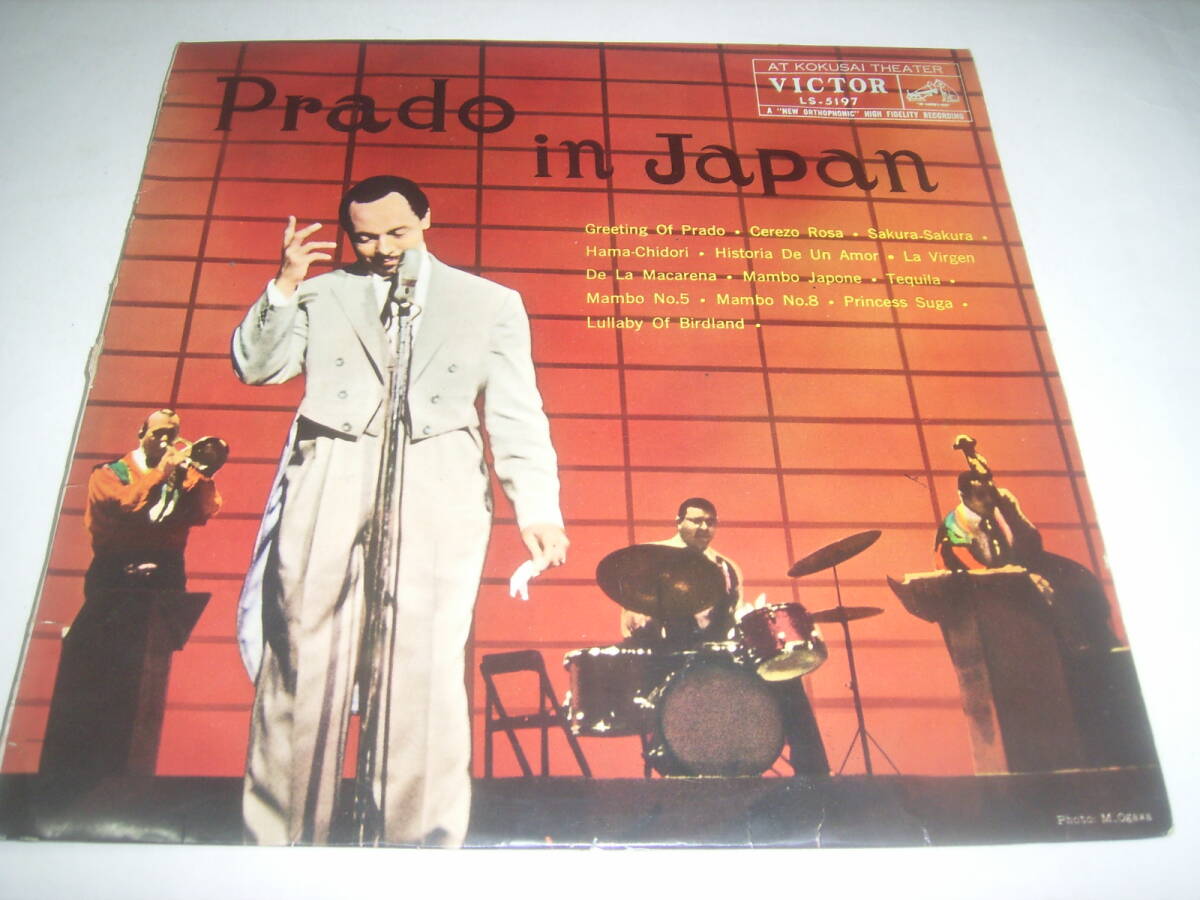 Prado
in Japan
AT KOKUSAI THEATER
VICTOR
LS-5197
A "NEW ORTHOPHONIC" HIGH FIDELITY RECORDING
Greeting Of Prado • Cerezo Rosa • Sakura-Sakura •
Hama-Chidori • Historia De Un Amor • La Virgen
De La Macarena • Mambo Japone • Tequila •
Mambo No.5 • Mambo No.8 • Princess Suga •
Lullaby Of Birdland •
Photo: M.Ogawa